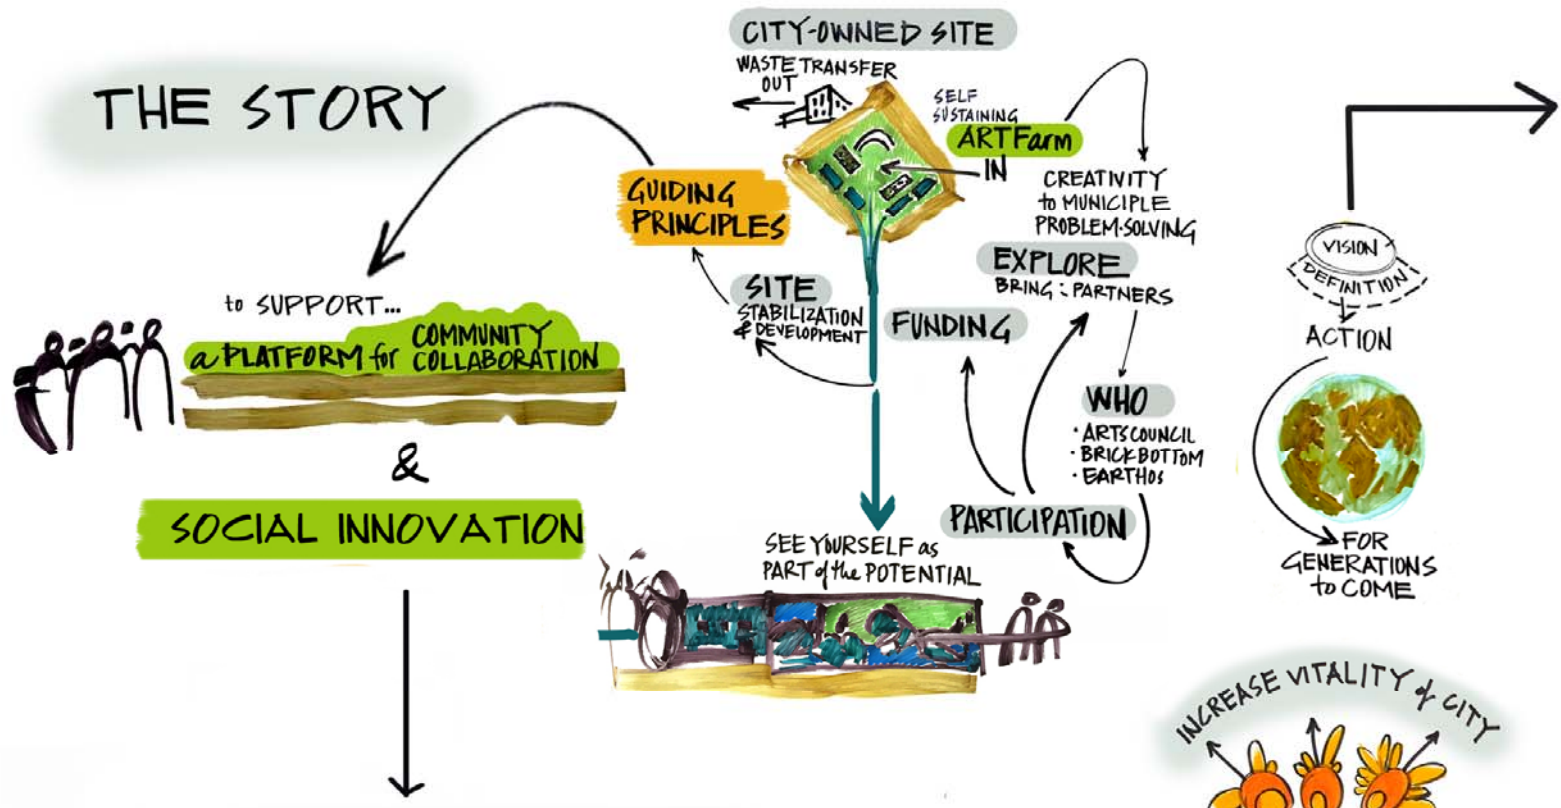 THE STORY
CITY-OWNED SITE
WASTE TRANSFER
OUT
SELF
SUSTAINING
ARTFarm
IN
CREATIVITY
to MUNICIPLE
PROBLEM-SOLVING
GUIDING
PRINCIPLES
SITE
STABILIZATION
& DEVELOPMENT
to SUPPORT...
a PLATFORM for COMMUNITY
COLLABORATION
&
SOCIAL INNOVATION
EXPLORE
BRING : PARTNERS
FUNDING
WHO
• ARTS COUNCIL
• BRICKBOTTOM
• EARTHOS
PARTICIPATION
SEE YOURSELF as
PART of the POTENTIAL
VISION
DEFINITION
ACTION
FOR
GENERATIONS
to COME
INCREASE VITALITY of CITY